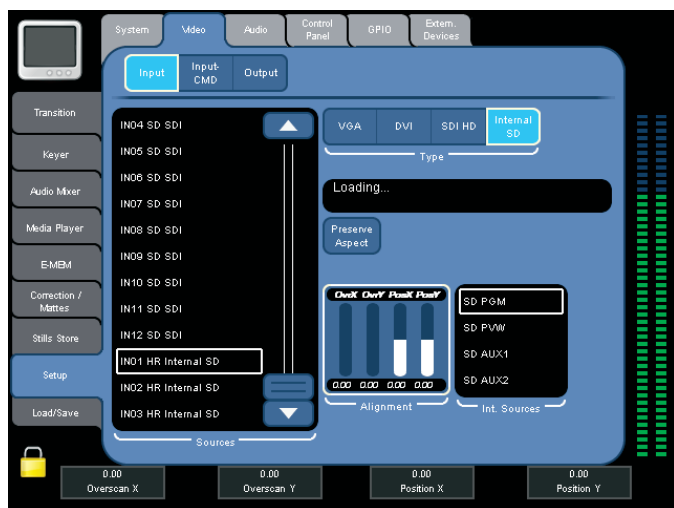 System
Video
Audio
Control
Panel
GPIO
Extern.
Devices
Input
Input-
CMD
Output
Transition
Keyer
Audio Mixer
Media Player
E-MEM
Correction /
Mattes
Stills Store
Setup
Load/Save
IN04 SD SDI
IN05 SD SDI
IN06 SD SDI
IN07 SD SDI
IN08 SD SDI
IN09 SD SDI
IN10 SD SDI
IN11 SD SDI
IN12 SD SDI
IN01 HR Internal SD
IN02 HR Internal SD
IN03 HR Internal SD
Sources
VGA
DVI
SDI HD
Internal
SD
Type
Loading...
Preserve
Aspect
OvrX OvrY PosX PosY
0.00 0.00 0.00 0.00
Alignment
SD PGM
SD PVW
SD AUX1
SD AUX2
Int. Sources
0.00
Overscan X
0.00
Overscan Y
0.00
Position X
0.00
Position Y